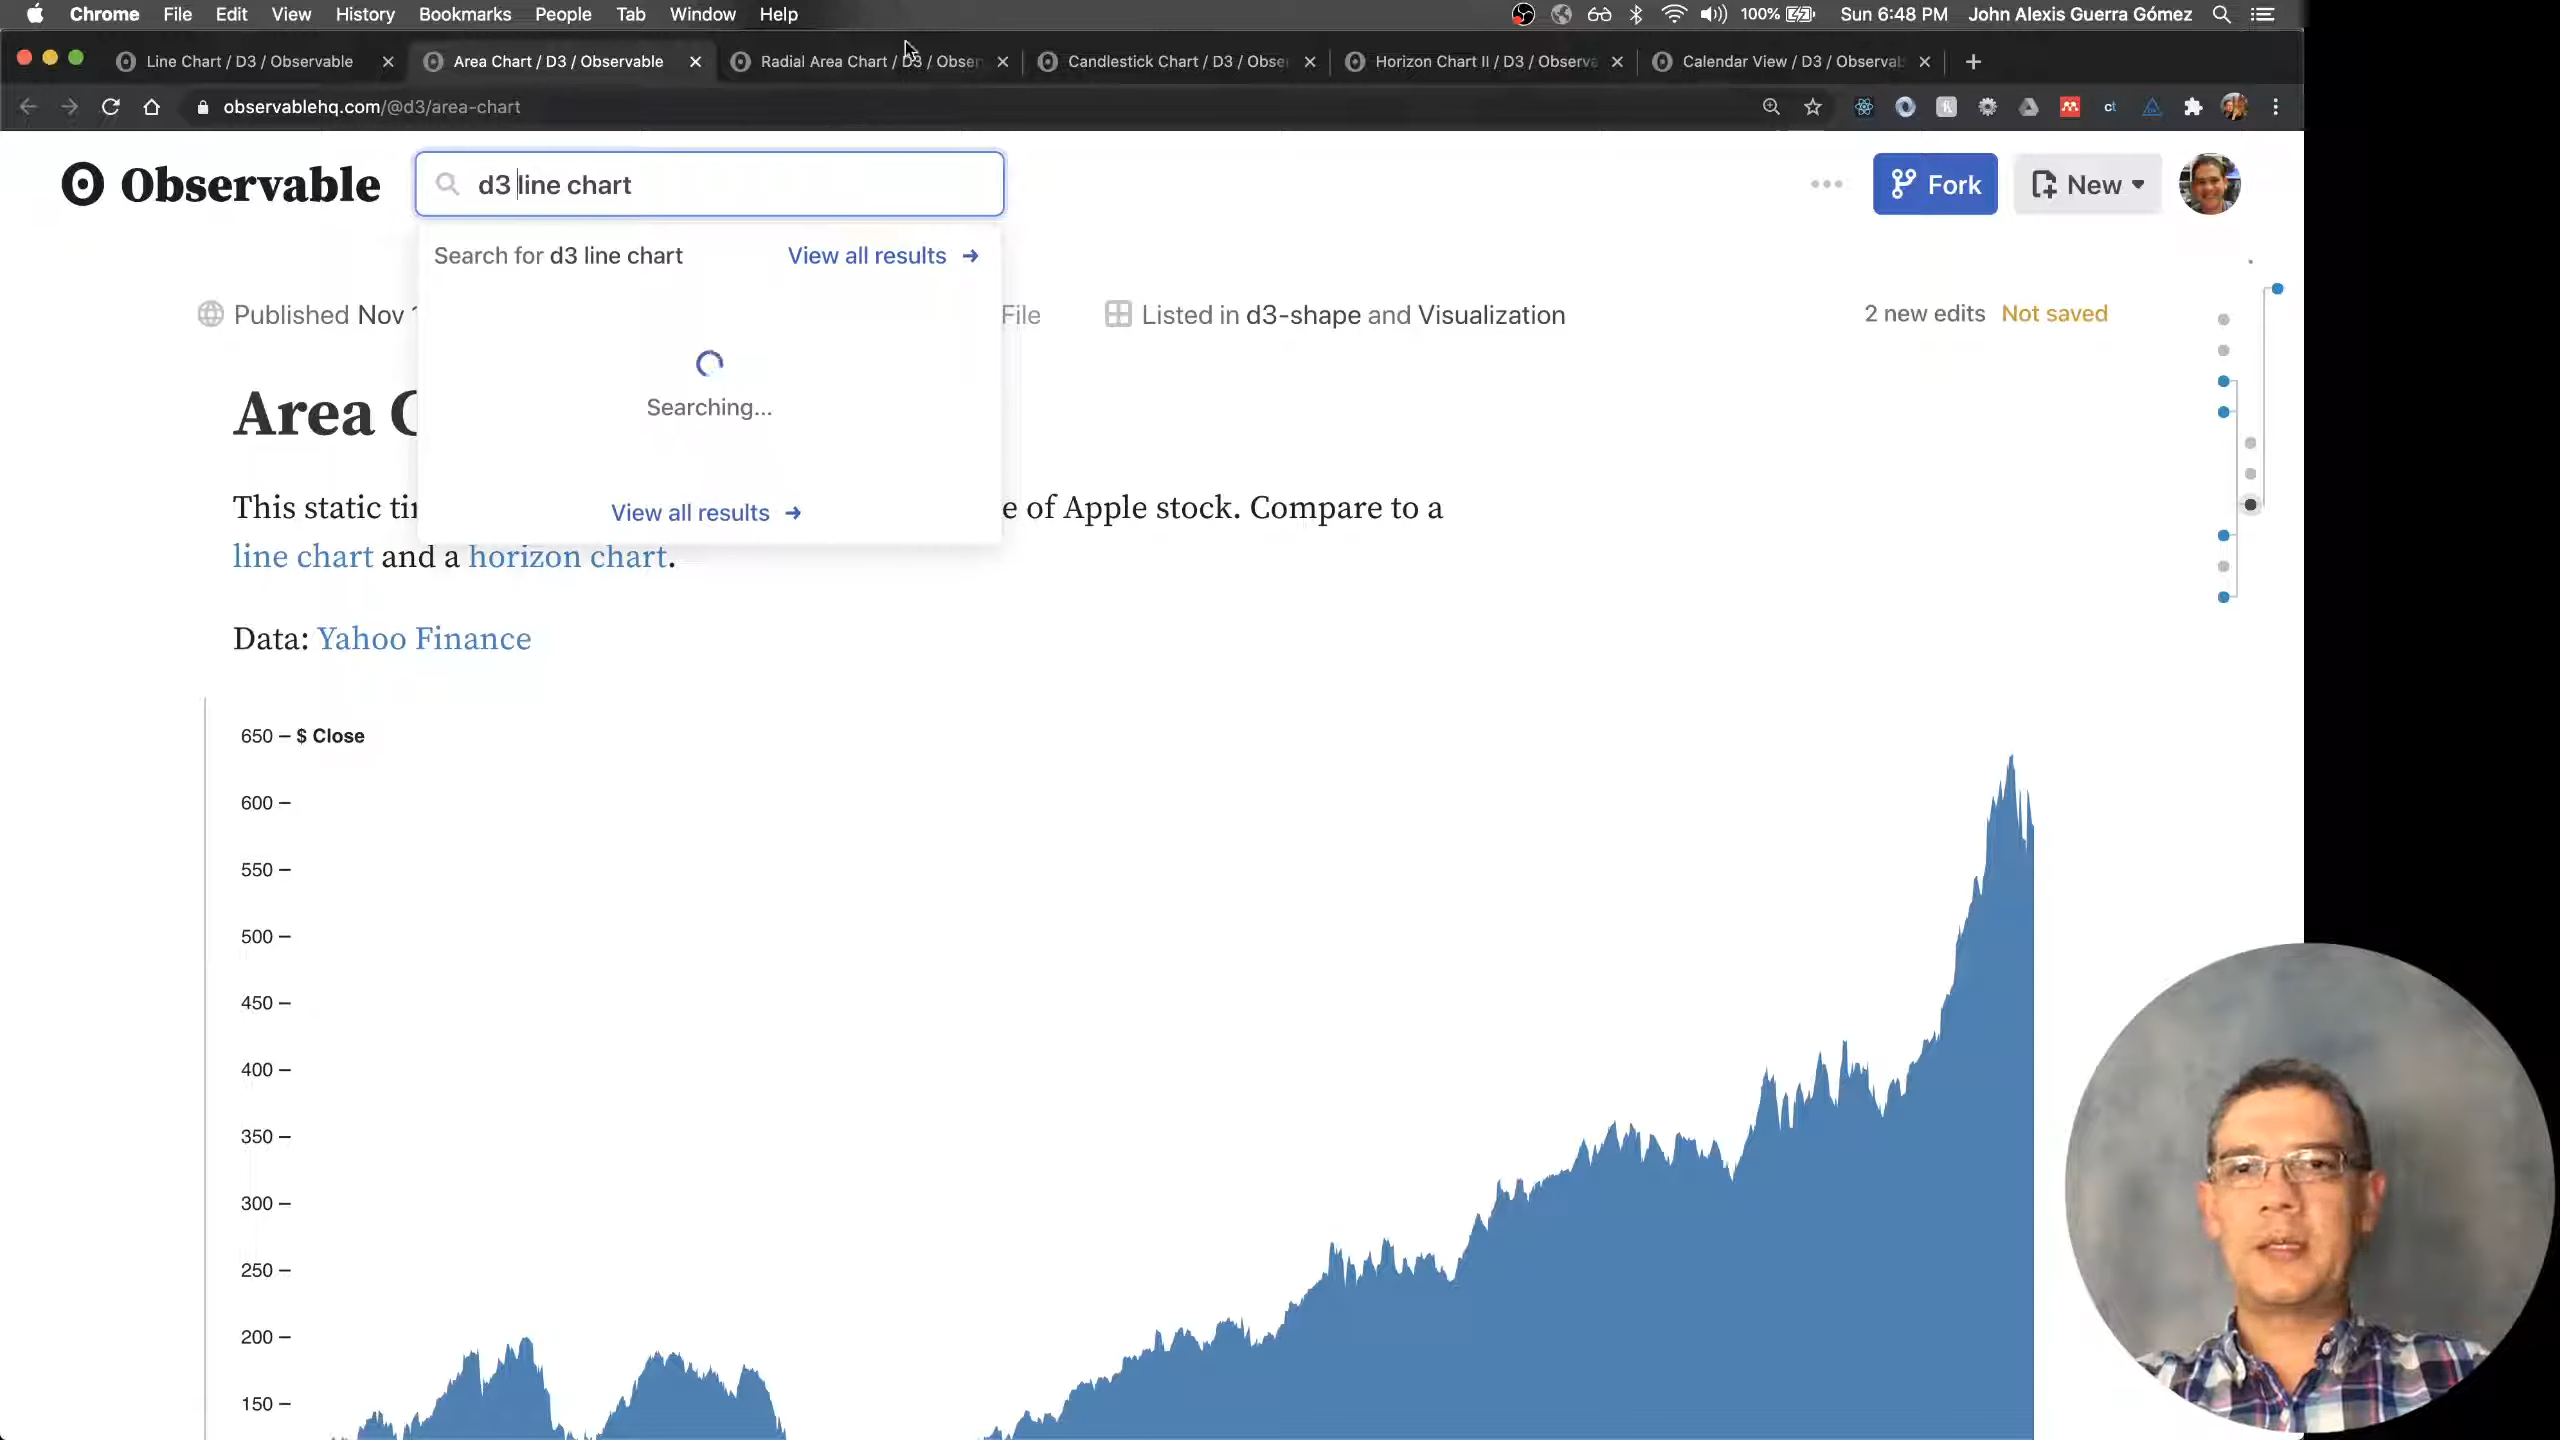 Chrome File Edit View History Bookmarks People Tab Window Help 100% Sun 6:48 PM John Alexis Guerra Gómez
Line Chart / D3 / Observable Area Chart / D3 / Observable Radial Area Chart / D3 / Obser Candlestick Chart / D3 / Obse Horizon Chart II / D3 / Observa Calendar View / D3 / Observa
observablehq.com/@d3/area-chart ct
Observable d3 line chart Fork New
Search for d3 line chart View all results →
Published Nov File Listed in d3-shape and Visualization 2 new edits Not saved
Searching...
Area C
This static ti e of Apple stock. Compare to a
View all results →
line chart and a horizon chart.
Data: Yahoo Finance
650 $ Close
600
550
500
450
400
350
300
250
200
150